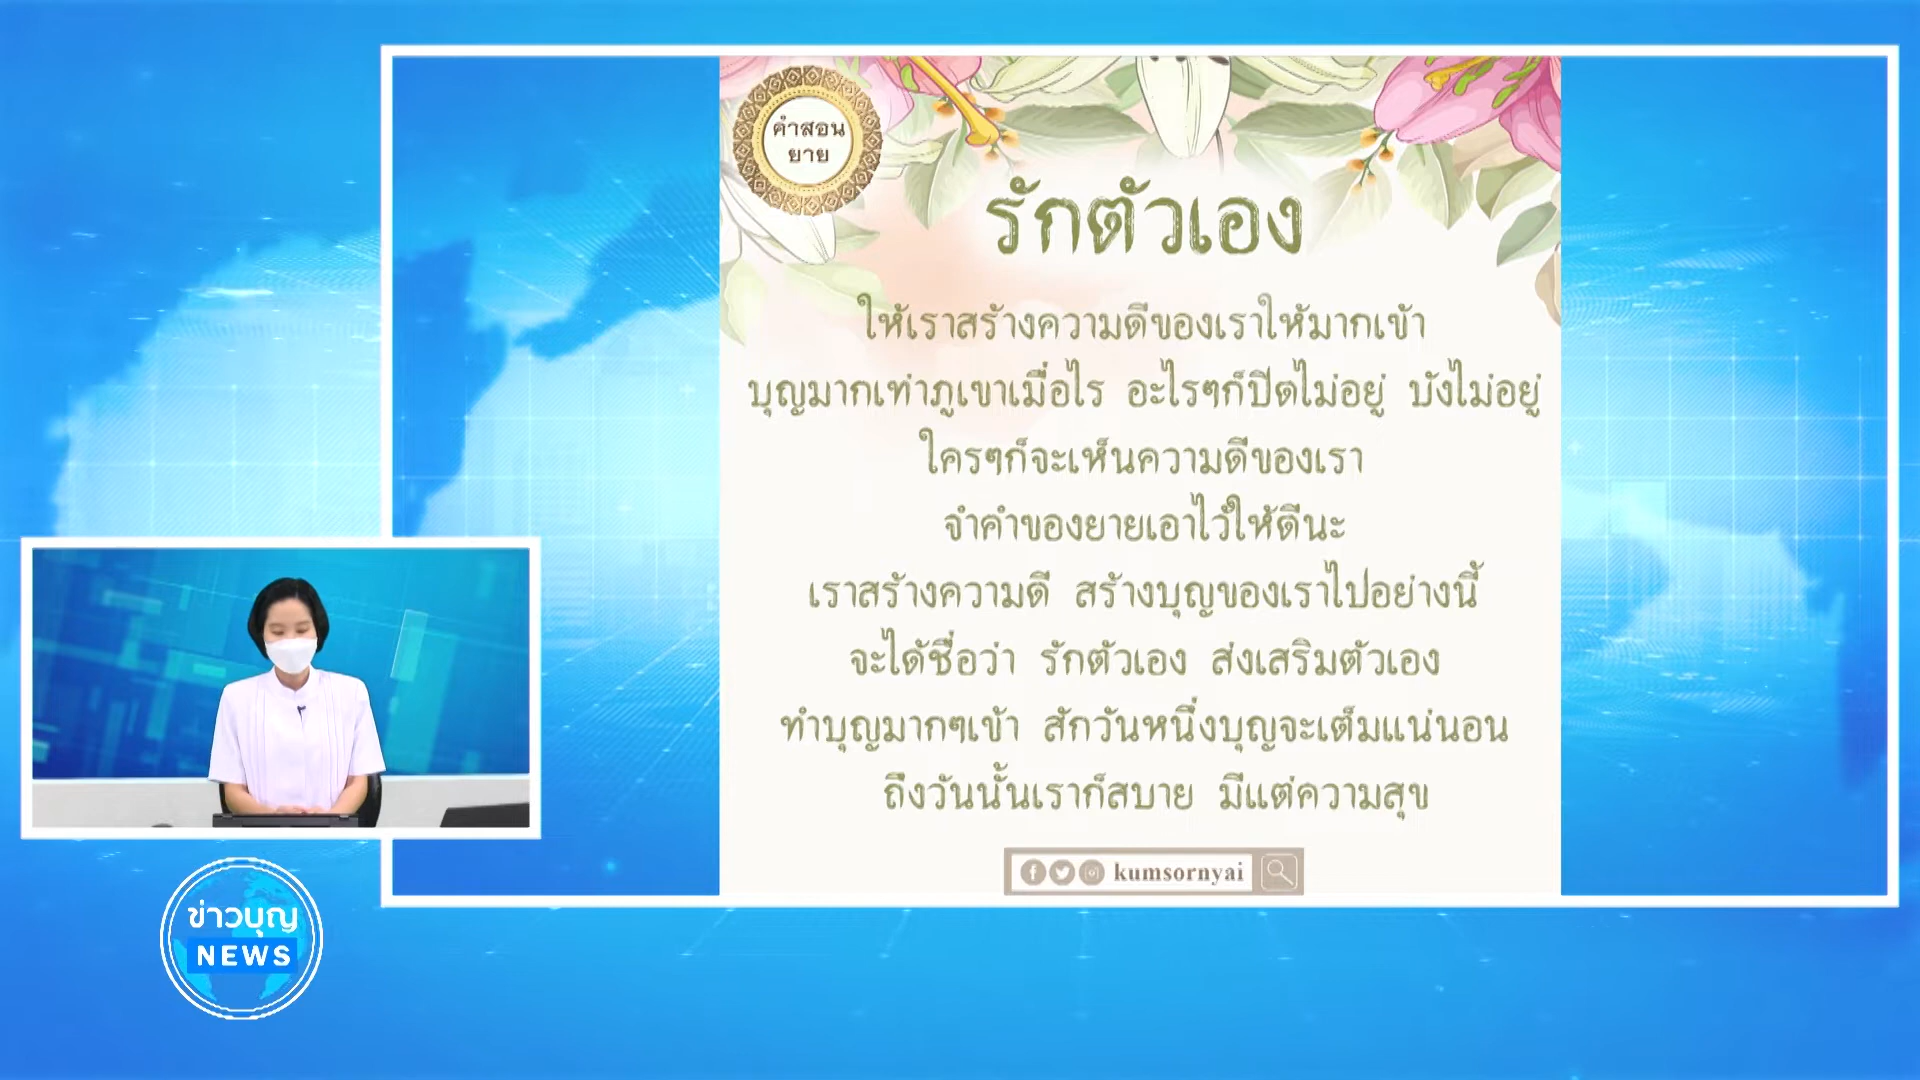 คำสอน
ยาย
รักตัวเอง
ให้เราสร้างความดีของเราให้มากเข้า
บุญมากเท่าภูเขาเมื่อไร อะไรๆก็ปิดไม่อยู่ บังไม่อยู่
ใครๆก็จะเห็นความดีของเรา
จำคำของยายเอาไว้ให้ดีนะ
เราสร้างความดี สร้างบุญของเราไปอย่างนี้
จะได้ชื่อว่า รักตัวเอง ส่งเสริมตัวเอง
ทำบุญมากๆเข้า สักวันหนึ่งบุญจะเต็มแน่นอน
ถึงวันนั้นเราก็สบาย มีแต่ความสุข
kumsornyai
ข่าวบุญ
NEWS